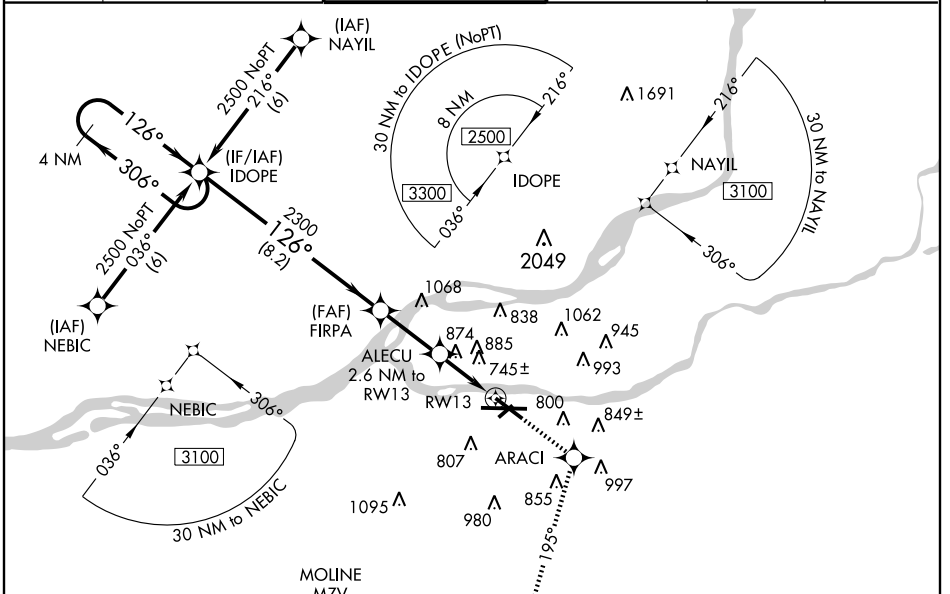 (IAF)
NAYIL
2500 NoPT
216°
(6)
30 NM to IDOPE (NoPT)
8 NM
216°
2500
3300
036°
IDOPE
1691
216°
NAYIL
3100
30 NM to NAYIL
306°
126°
4 NM
306°
(IF/IAF)
IDOPE
2500 NoPT
036°
(6)
2300
126°
(8.2)
2049
(IAF)
NEBIC
(FAF)
FIRPA
1068
838
1062
945
874
885
993
745±
ALECU
2.6 NM to
RW13
RW13
800
849±
NEBIC
306°
036°
3100
30 NM to NEBIC
807
ARACI
997
855
1095
980
195°
MOLINE
MZV